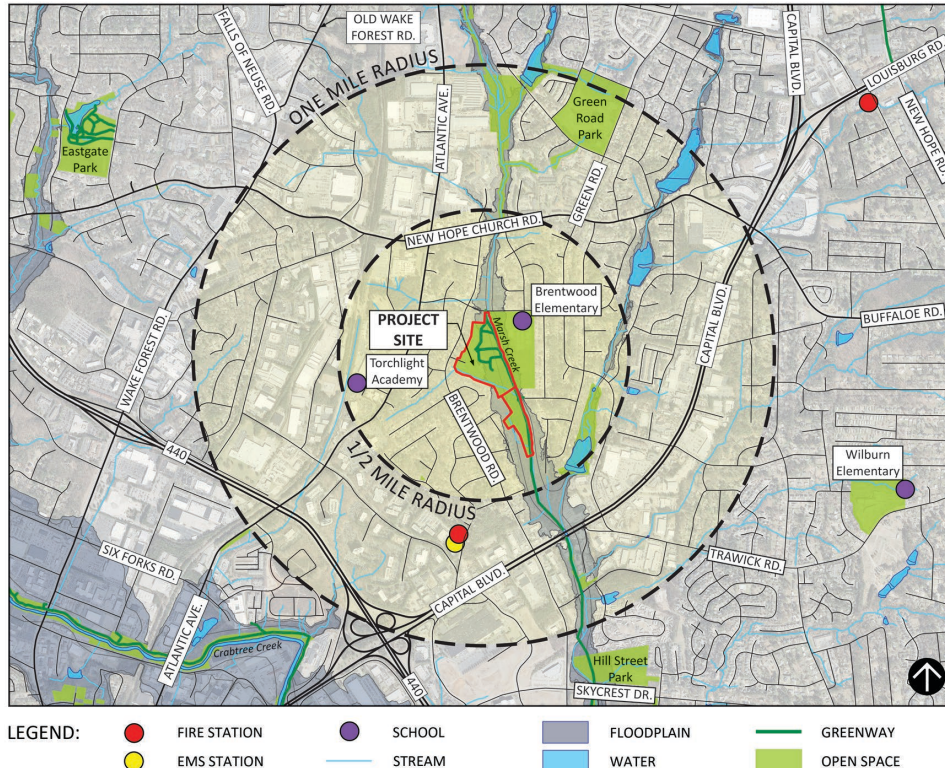 OLD WAKE
FOREST RD.
FALLS OF NEUSE RD.
CAPITAL BLVD.
LOUISBURG RD.
NEW HOPE RD.
ONE MILE RADIUS
ATLANTIC AVE.
Green
Road
Park
Eastgate
Park
GREEN RD.
NEW HOPE CHURCH RD.
Brentwood
Elementary
BUFFALOE RD.
PROJECT
SITE
Marsh Creek
CAPITAL BLVD.
WAKE FOREST RD.
Torchlight
Academy
BRENTWOOD RD.
440
1/2 MILE RADIUS
Wilburn
Elementary
SIX FORKS RD.
TRAWICK RD.
CAPITAL BLVD.
ATLANTIC AVE.
Crabtree Creek
Hill Street
Park
440
SKYCREST DR.
LEGEND:
FIRE STATION
SCHOOL
FLOODPLAIN
GREENWAY
EMS STATION
STREAM
WATER
OPEN SPACE